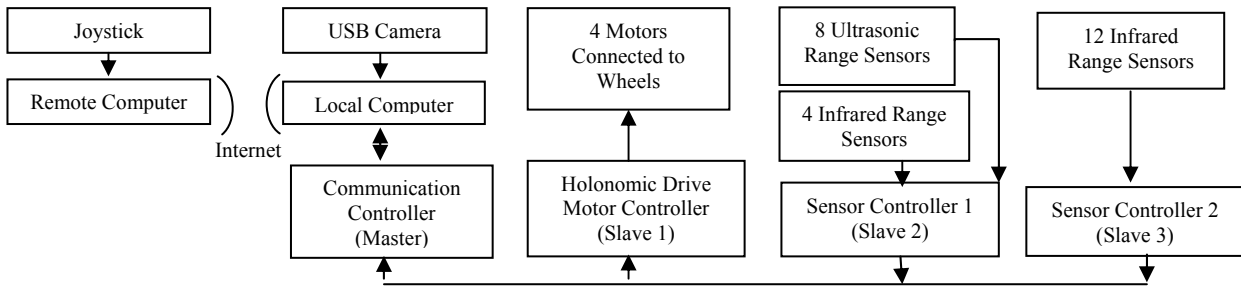 Joystick
Remote Computer
Internet
USB Camera
Local Computer
Communication
Controller
(Master)
4 Motors
Connected to
Wheels
Holonomic Drive
Motor Controller
(Slave 1)
8 Ultrasonic
Range Sensors
4 Infrared Range
Sensors
Sensor Controller 1
(Slave 2)
12 Infrared
Range Sensors
Sensor Controller 2
(Slave 3)